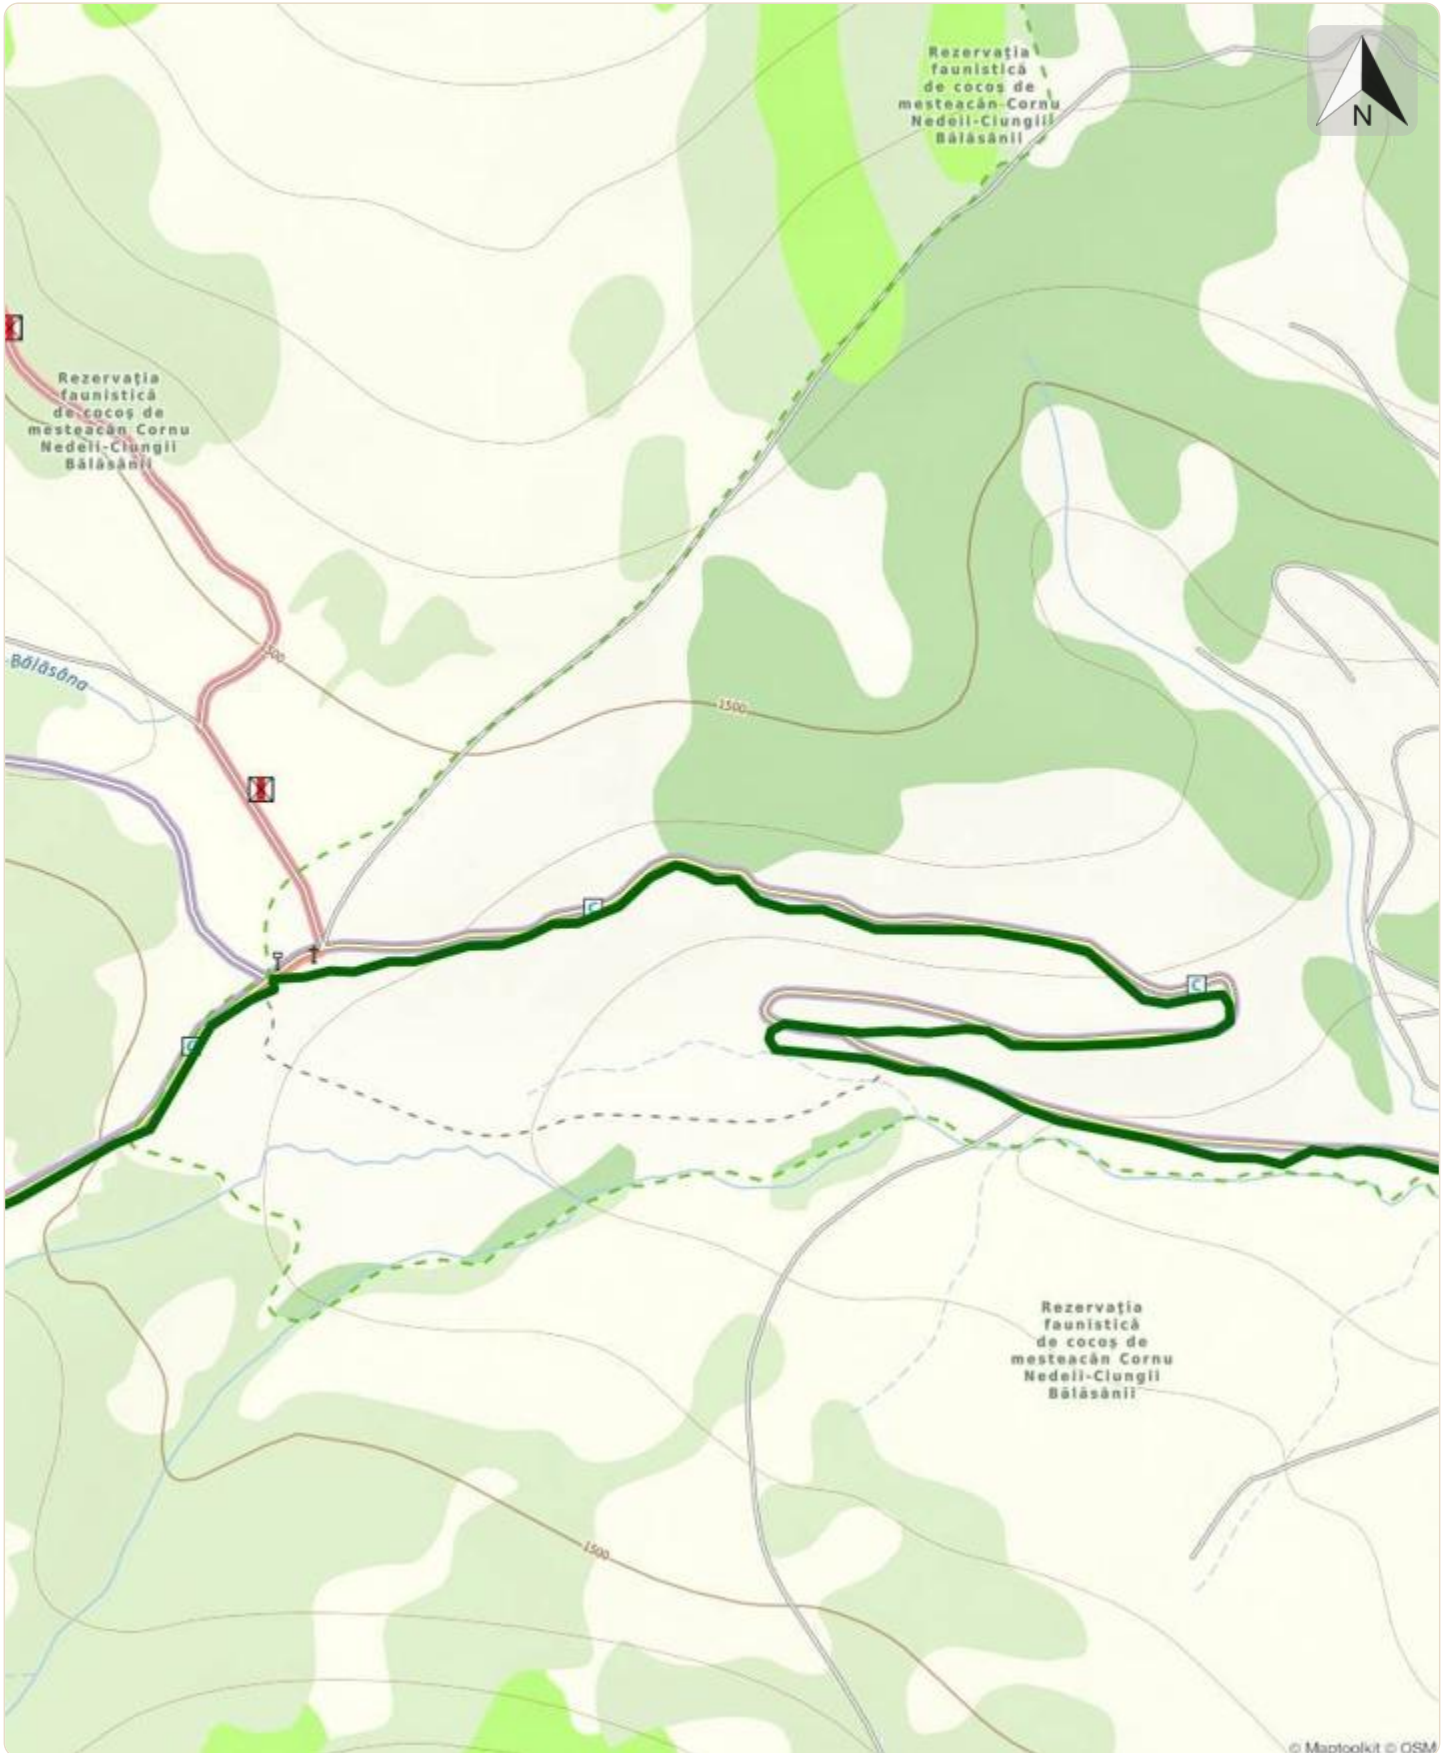 Rezervația
faunistică
de cocoș de
mesteacăn Cornu
Nedeii-Ciungii
Bălăsânii
N
Rezervația
faunistică
de cocoș de
mesteacăn Cornu
Nedeii-Ciungii
Bălăsânii
1500
Bălăsâna
1500
C
C
C
Rezervația
faunistică
de cocoș de
mesteacăn Cornu
Nedeii-Ciungii
Bălăsânii
1500
© Maptoolkit © OSM